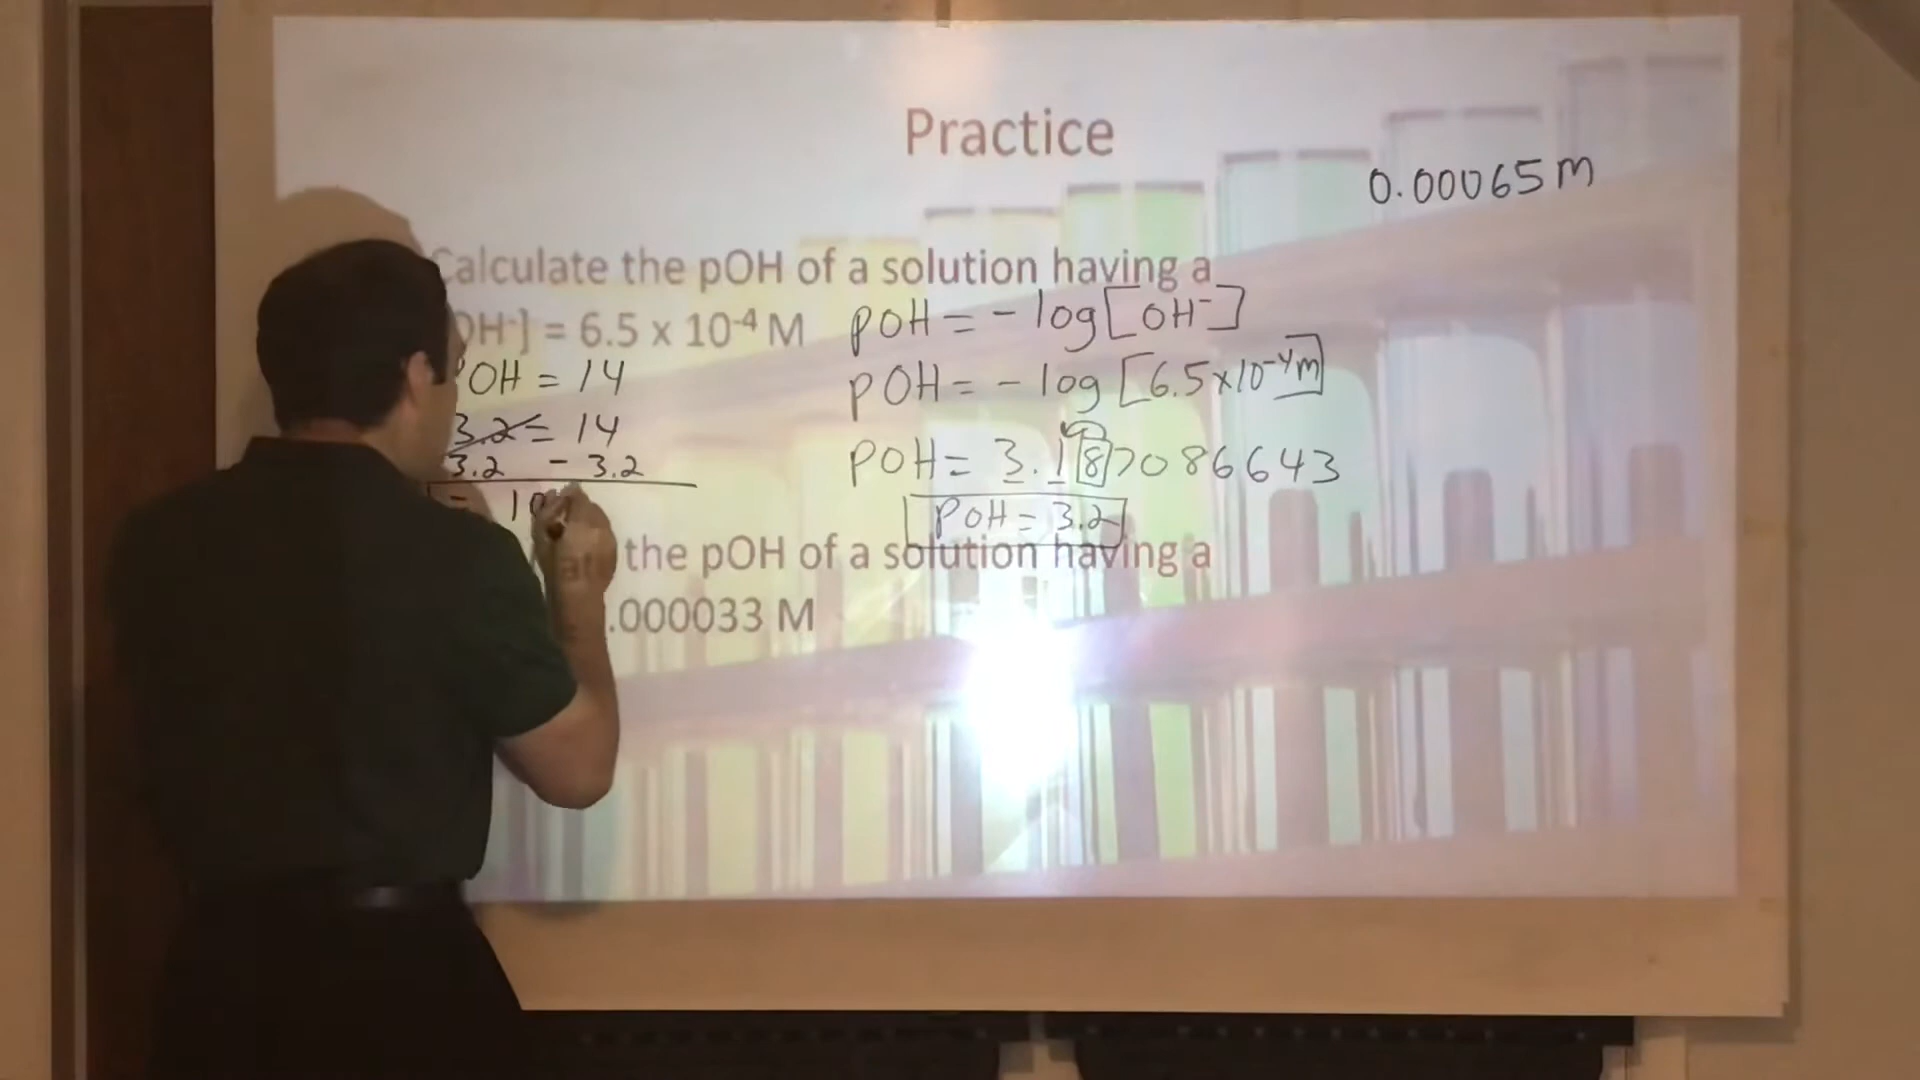 Practice
0.00065 M
Calculate the pOH of a solution having a
OH-] = 6.5 x 10-4 M
pOH = - log [OH-]
pOH = - log [6.5x10-4 m]
pOH = 3.187086643
pOH = 3.2
OH = 14
3.2 = 14
3.2 - 3.2
= 10
the pOH of a solution having a
.000033 M